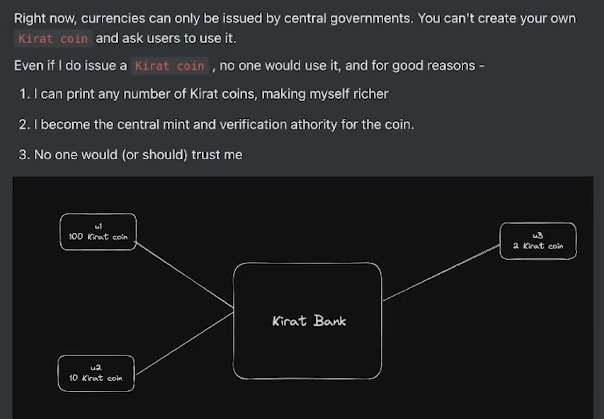 Right now, currencies can only be issued by central governments. You can't create your own
Kirat coin and ask users to use it.
Even if I do issue a Kirat coin , no one would use it, and for good reasons -
1. I can print any number of Kirat coins, making myself richer
2. I become the central mint and verification athority for the coin.
3. No one would (or should) trust me
u1
100 Kirat coin
u3
2 Kirat coin
Kirat Bank
u2
10 Kirat coin